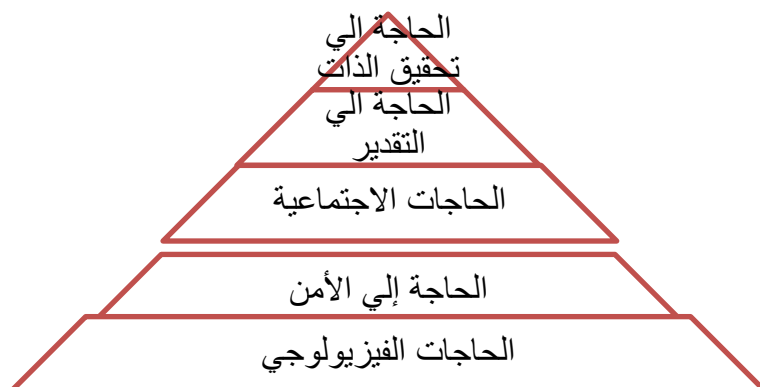 الحاجة الي
تحقيق الذات
الحاجة الي
التقدير
الحاجات الاجتماعية
الحاجة إلي الأمن
الحاجات الفيزيولوجي